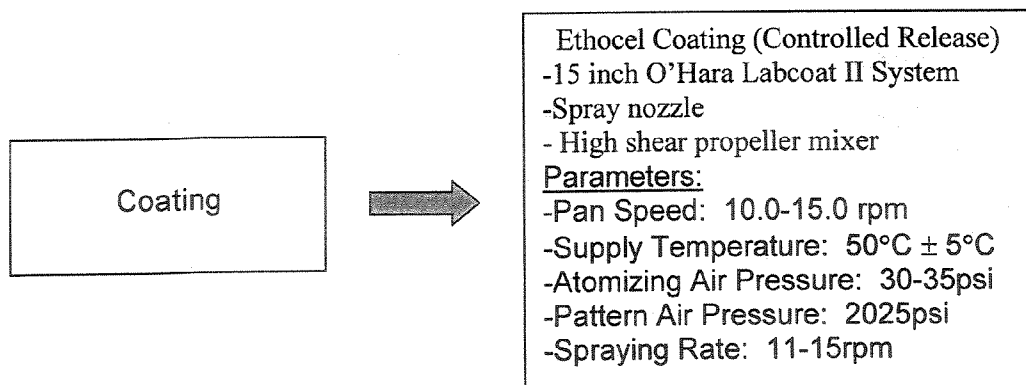 Coating
Ethocel Coating (Controlled Release)
-15 inch O'Hara Labcoat II System
-Spray nozzle
- High shear propeller mixer
Parameters:
-Pan Speed: 10.0-15.0 rpm
-Supply Temperature: 50°C ± 5°C
-Atomizing Air Pressure: 30-35psi
-Pattern Air Pressure: 2025psi
-Spraying Rate: 11-15rpm